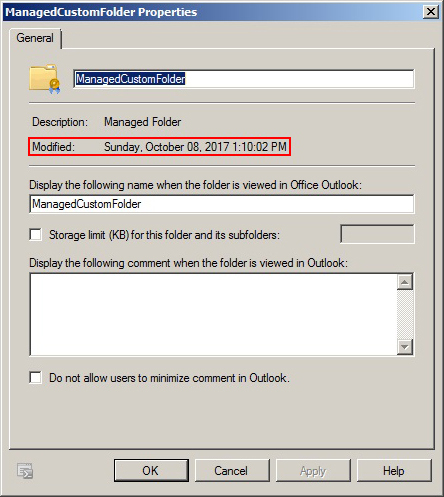 ManagedCustomFolder Properties
General
ManagedCustomFolder
Description: Managed Folder
Modified: Sunday, October 08, 2017 1:10:02 PM
Display the following name when the folder is viewed in Office Outlook:
ManagedCustomFolder
Storage limit (KB) for this folder and its subfolders:
Display the following comment when the folder is viewed in Outlook:
Do not allow users to minimize comment in Outlook.
OK Cancel Apply Help